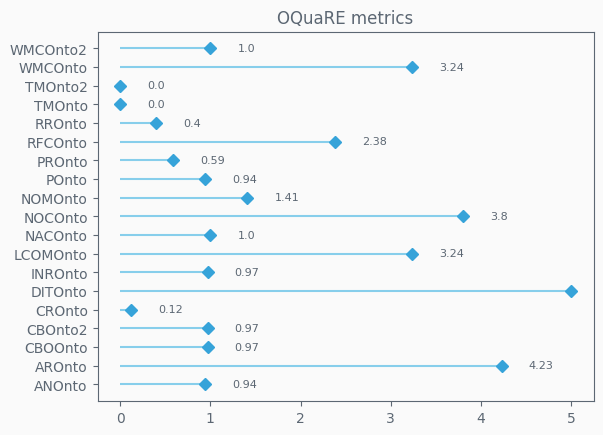 OQuaRE metrics
WMCOnto2 1.0
WMCOnto 3.24
TMOnto2 0.0
TMOnto 0.0
RROnto 0.4
RFCOnto 2.38
PROnto 0.59
POnto 0.94
NOMOnto 1.41
NOCOnto 3.8
NACOnto 1.0
LCOMOnto 3.24
INROnto 0.97
DITOnto
CROnto 0.12
CBOnto2 0.97
CBOOnto 0.97
AROnto 4.23
ANOnto 0.94
0 1 2 3 4 5